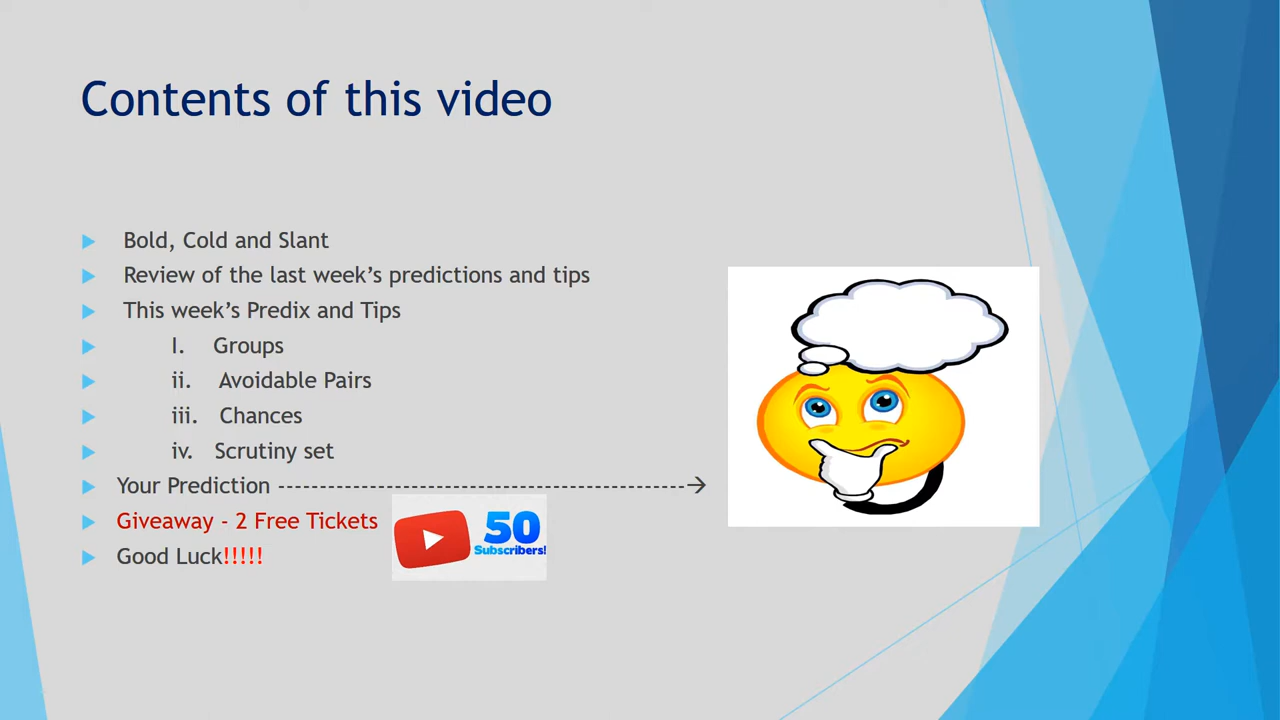 Contents of this video
Bold, Cold and Slant
Review of the last week’s predictions and tips
This week’s Predix and Tips
I. Groups
ii. Avoidable Pairs
iii. Chances
iv. Scrutiny set
Your Prediction ------------------------------------------------→
Giveaway - 2 Free Tickets
50
Subscribers!
Good Luck!!!!!